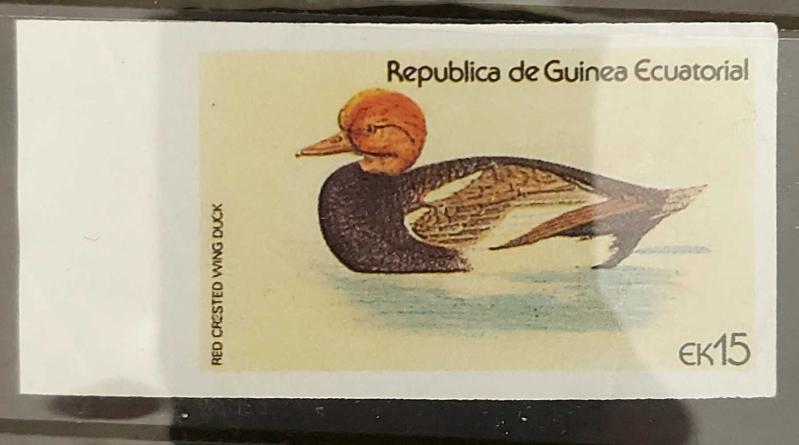 Republica de Guinea Ecuatorial
RED CRESTED WING DUCK
EK15